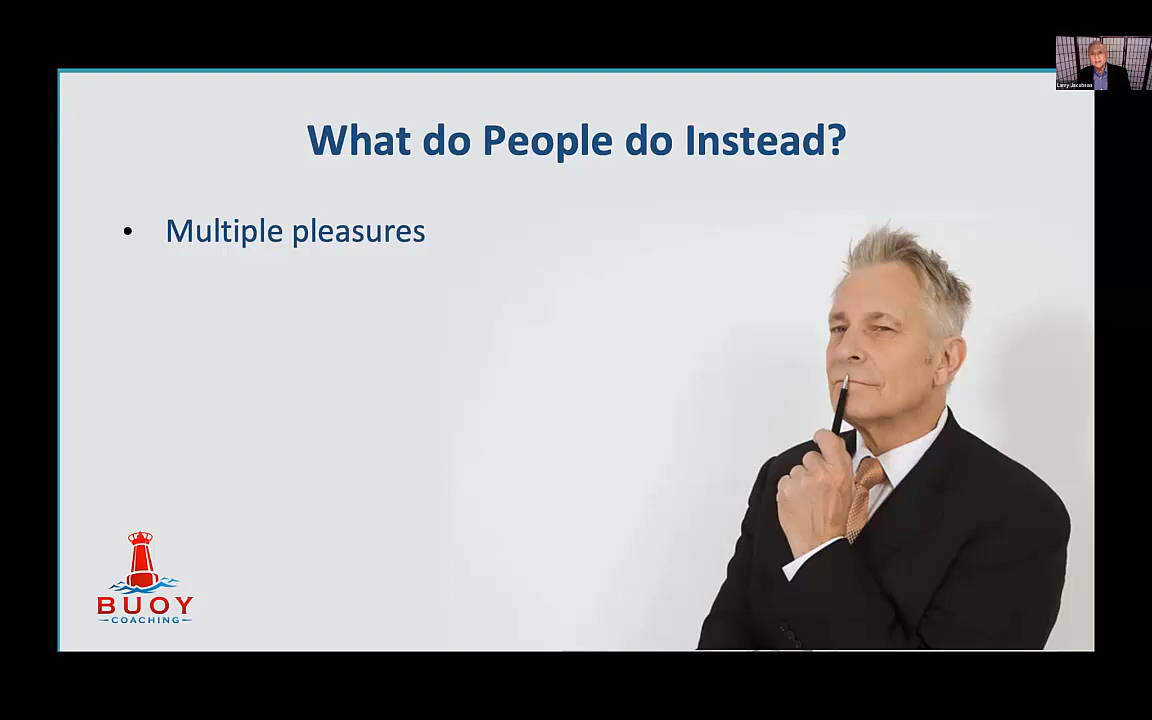 Larry Jacobson
What do People do Instead?
• Multiple pleasures
BUOY
COACHING